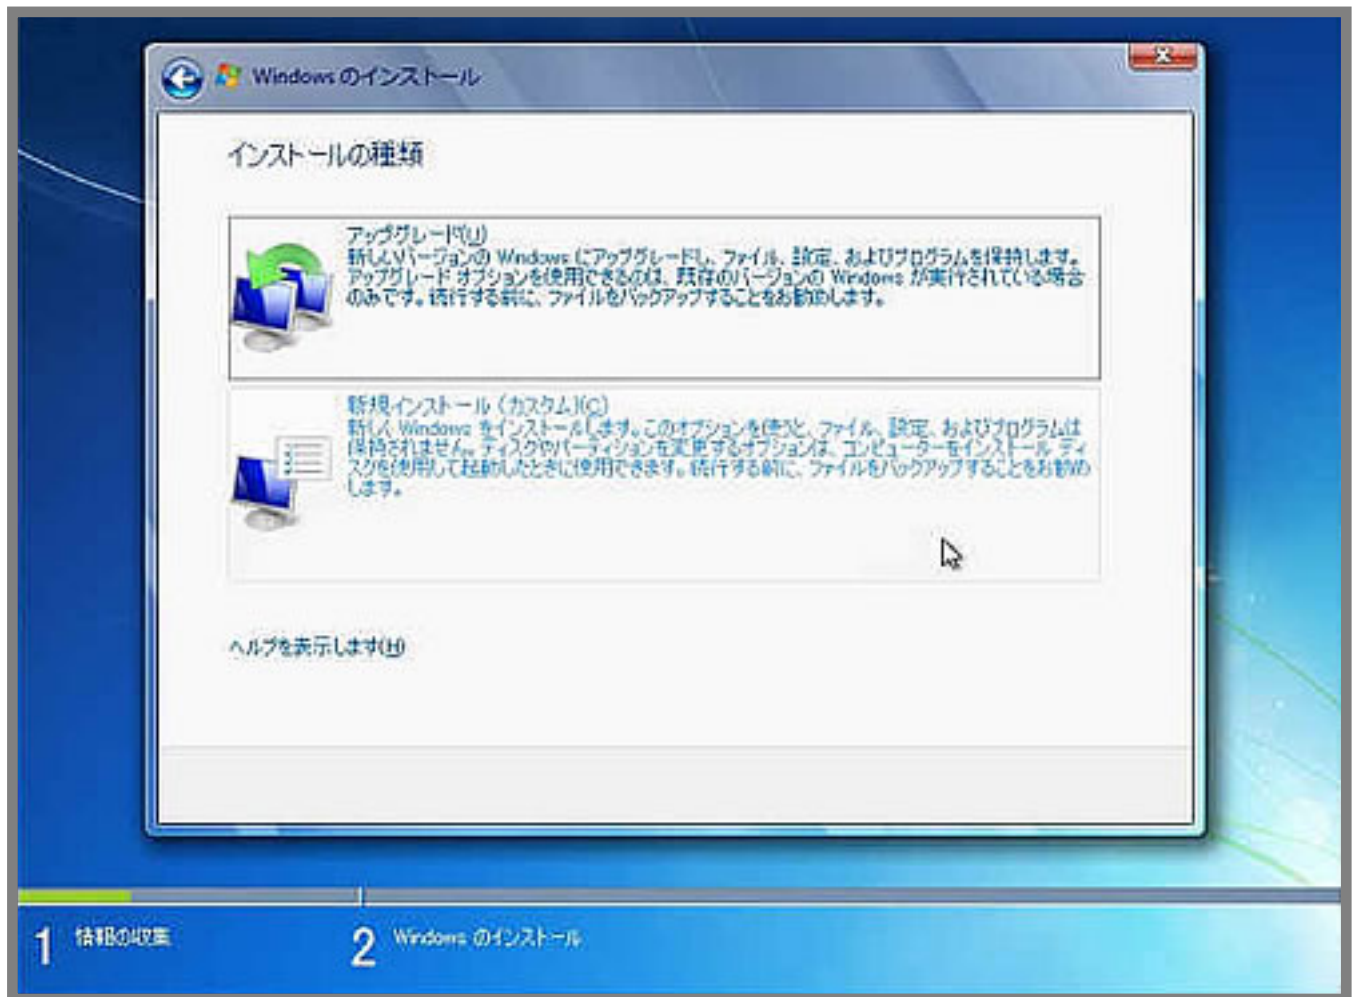 Windows のインストール
インストールの種類
アップグレード(U)
新しいバージョンの Windows にアップグレードし、ファイル、設定、およびプログラムを保持します。
アップグレード オプションを使用できるのは、既存のバージョンの Windows が実行されている場合
のみです。続行する前に、ファイルをバックアップすることをお勧めします。
新規インストール (カスタム)(C)
新しく Windows をインストールします。このオプションを使うと、ファイル、設定、およびプログラムは
保持されません。ディスクやパーティションを変更するオプションは、コンピューターをインストール ディ
スクを使用して起動したときに使用できます。続行する前に、ファイルをバックアップすることをお勧め
します。
ヘルプを表示します(H)
1 情報の収集
2 Windows のインストール